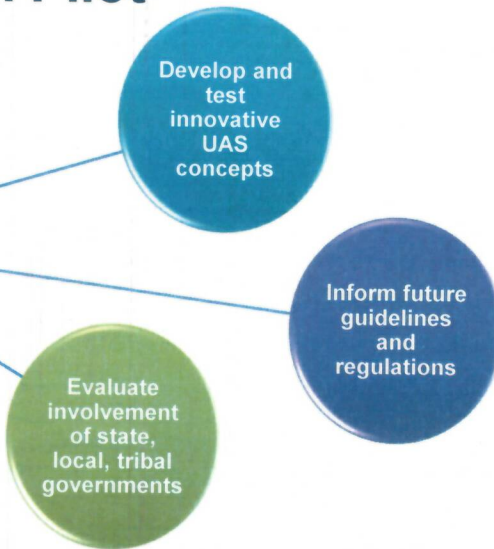 Develop and
test
innovative
UAS
concepts
Inform future
guidelines
and
regulations
Evaluate
involvement
of state,
local, tribal
governments